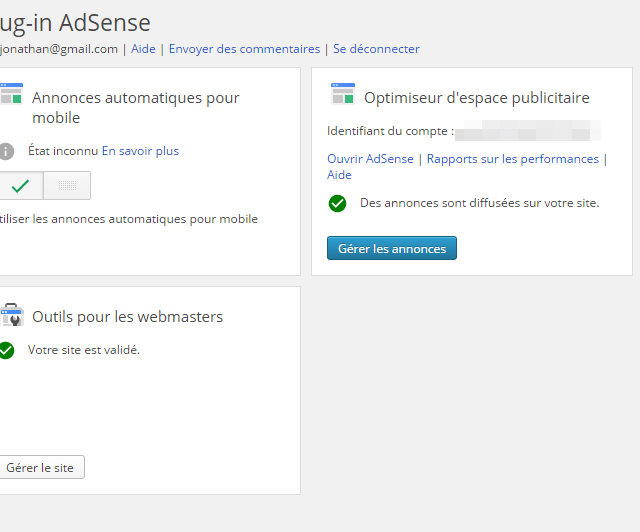 ug-in AdSense
jonathan@gmail.com | Aide | Envoyer des commentaires | Se déconnecter
Annonces automatiques pour
mobile
État inconnu En savoir plus
tiliser les annonces automatiques pour mobile
Optimiseur d'espace publicitaire
Identifiant du compte :
Ouvrir AdSense | Rapports sur les performances |
Aide
Des annonces sont diffusées sur votre site.
Gérer les annonces
Outils pour les webmasters
Votre site est validé.
Gérer le site